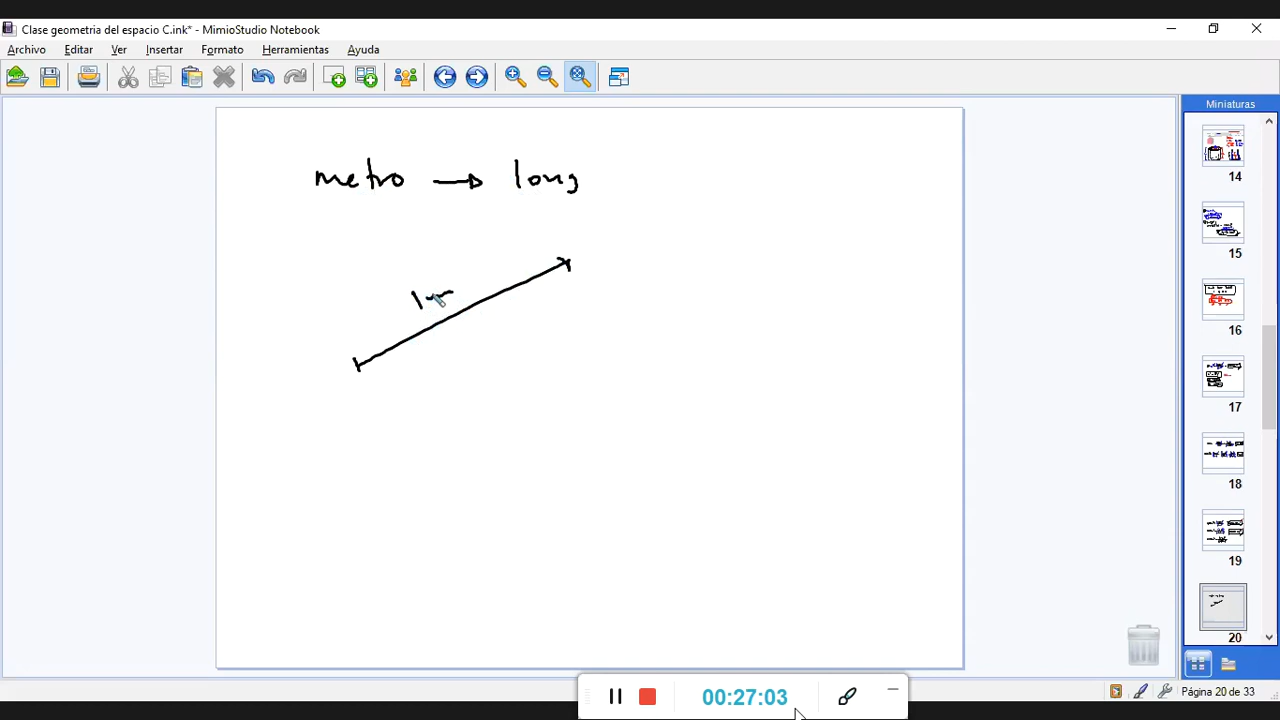 Clase geometria del espacio C.ink* - MimioStudio Notebook
Archivo Editar Ver Insertar Formato Herramientas Ayuda
Miniaturas
metro → long
14
15
16
17
18
19
20
00:27:03
Página 20 de 33